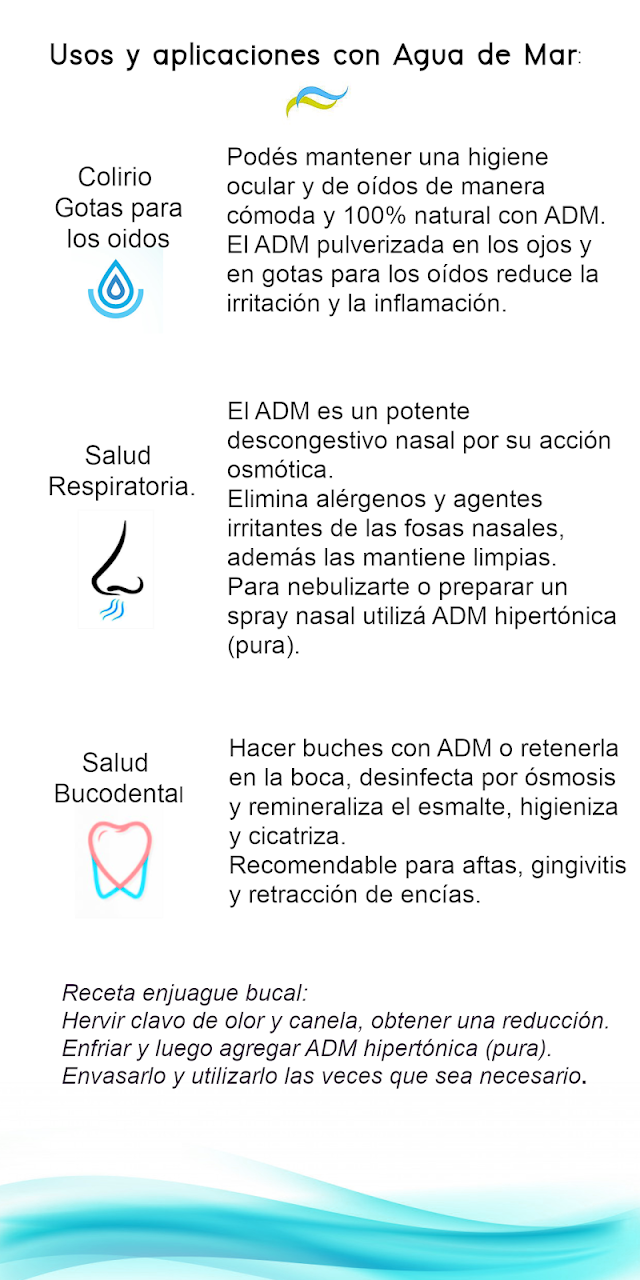 Usos y aplicaciones con Agua de Mar:
Colirio
Gotas para
los oidos
Podés mantener una higiene
ocular y de oídos de manera
cómoda y 100% natural con ADM.
El ADM pulverizada en los ojos y
en gotas para los oídos reduce la
irritación y la inflamación.
Salud
Respiratoria.
El ADM es un potente
descongestivo nasal por su acción
osmótica.
Elimina alérgenos y agentes
irritantes de las fosas nasales,
además las mantiene limpias.
Para nebulizarte o preparar un
spray nasal utilizá ADM hipertónica
(pura).
Salud
Bucodental
Hacer buches con ADM o retenerla
en la boca, desinfecta por ósmosis
y remineraliza el esmalte, higieniza
y cicatriza.
Recomendable para aftas, gingivitis
y retracción de encías.
Receta enjuague bucal:
Hervir clavo de olor y canela, obtener una reducción.
Enfriar y luego agregar ADM hipertónica (pura).
Envasarlo y utilizarlo las veces que sea necesario.